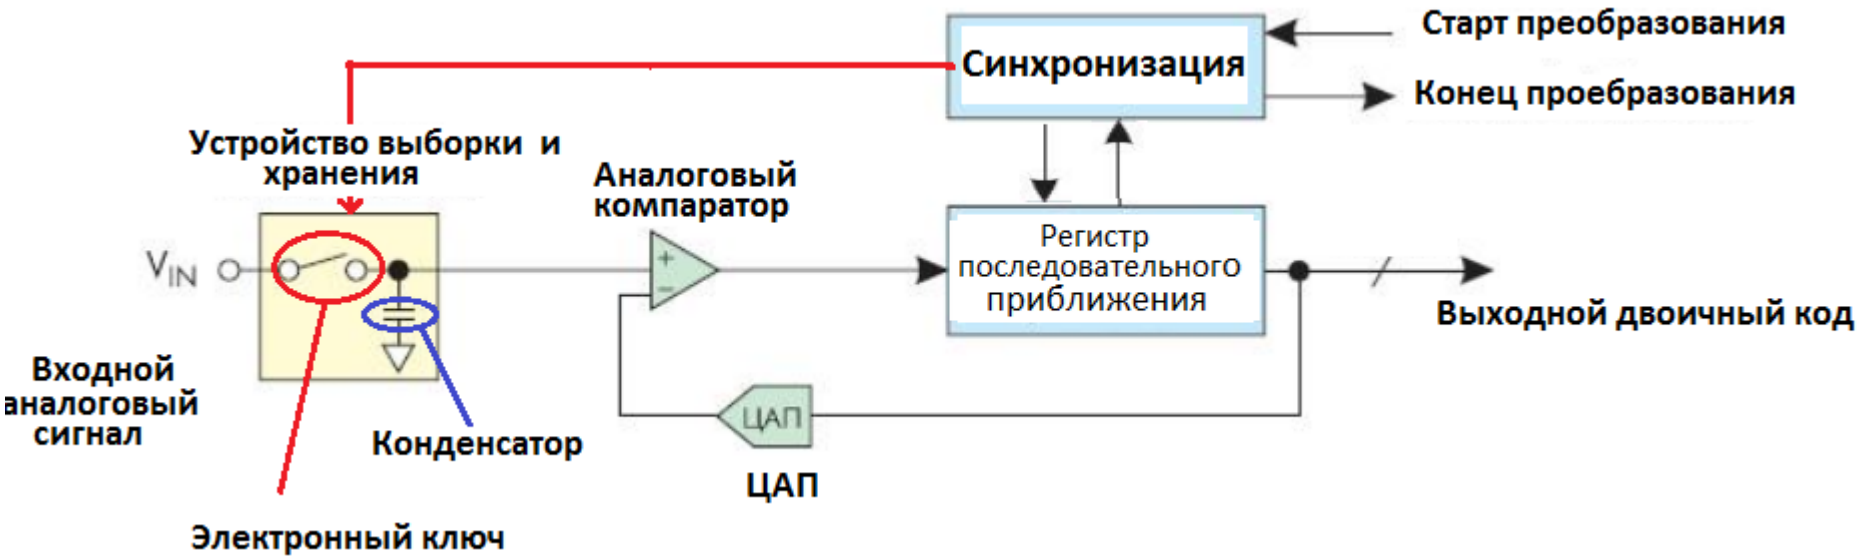 Старт преобразования
Синхронизация
Конец проебразования
Устройство выборки и
хранения
Аналоговый
компаратор
Регистр
последовательного
приближения
VIN
+
−
Выходной двоичный код
Входной
аналоговый
сигнал
ЦАП
Конденсатор
ЦАП
Электронный ключ